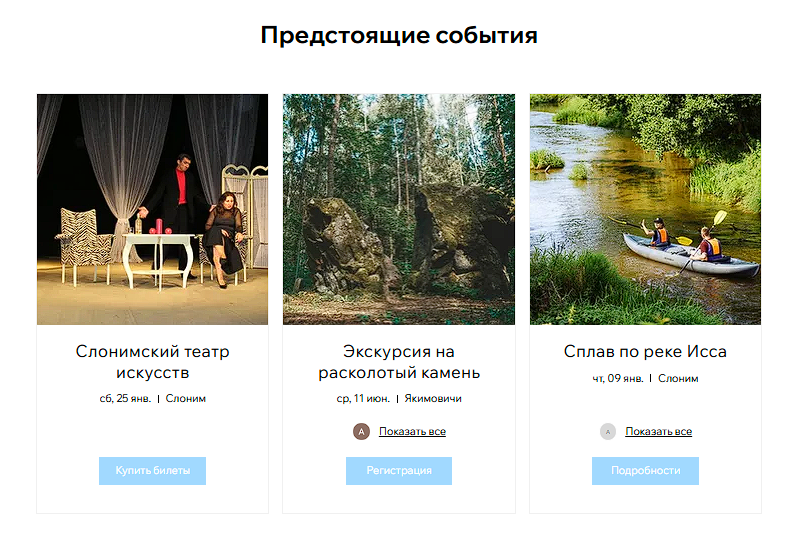 Предстоящие события
Слонимский театр
искусств
сб, 25 янв. | Слоним
Купить билеты
Экскурсия на
расколотый камень
ср, 11 июн. | Якимовичи
А Показать все
Регистрация
Сплав по реке Исса
чт, 09 янв. | Слоним
А Показать все
Подробности